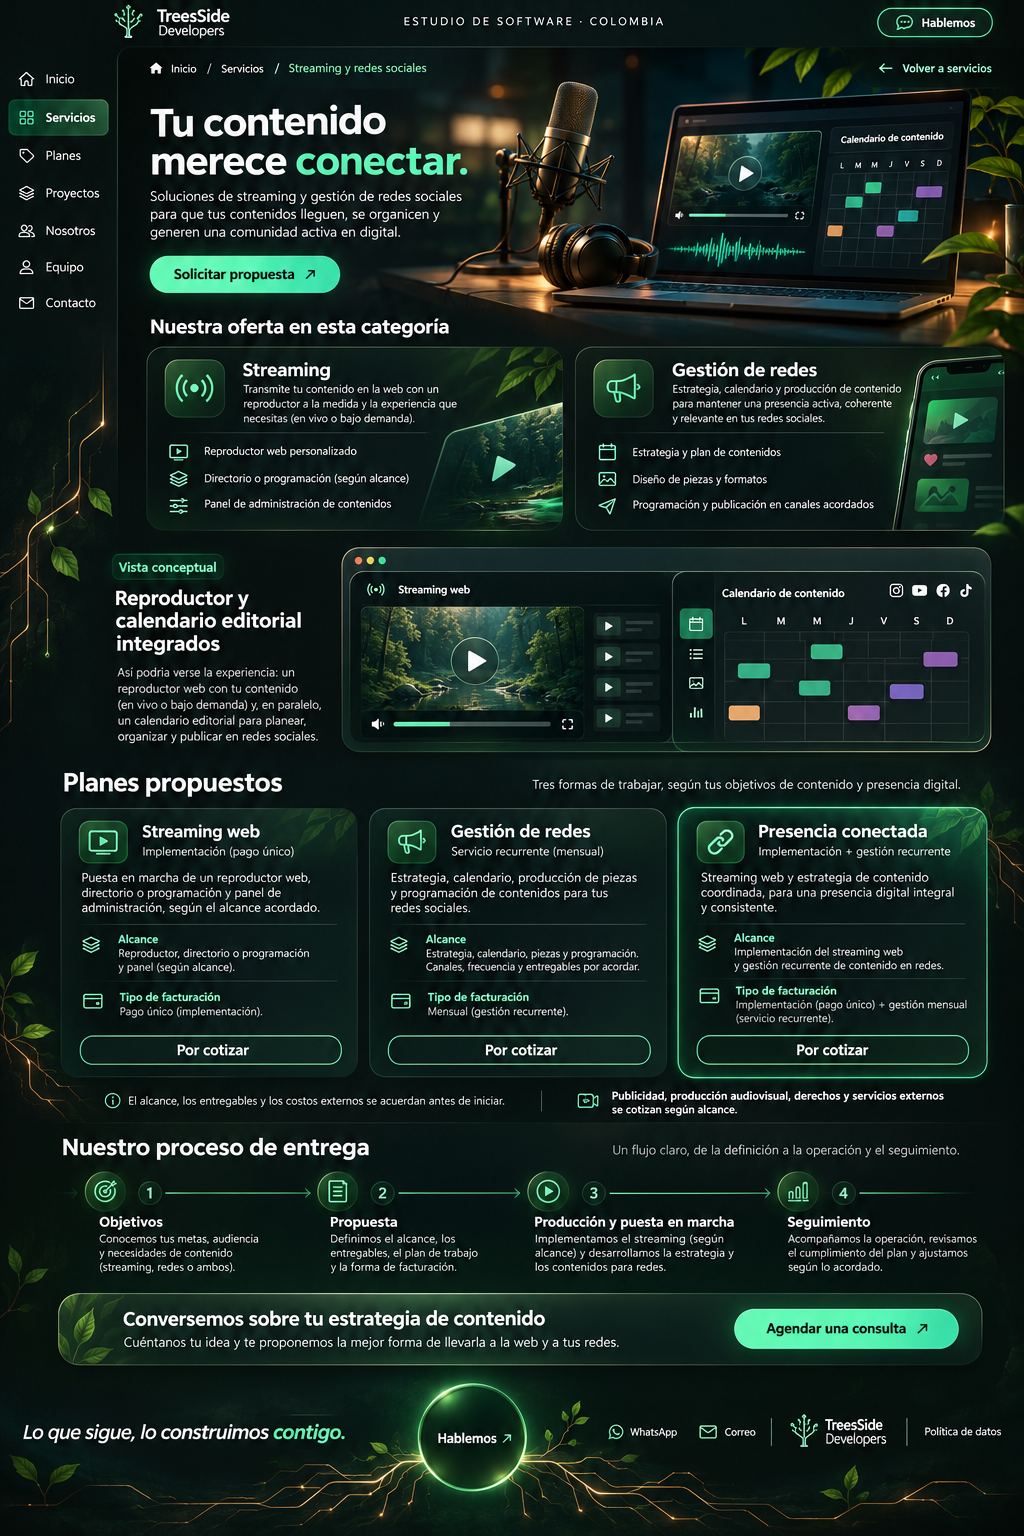 TreesSide
Developers
ESTUDIO DE SOFTWARE · COLOMBIA
Hablemos
Inicio
Servicios
Planes
Proyectos
Nosotros
Equipo
Contacto
Inicio / Servicios / Streaming y redes sociales
Volver a servicios
Tu contenido
merece conectar.
Soluciones de streaming y gestión de redes sociales
para que tus contenidos lleguen, se organicen y
generen una comunidad activa en digital.
Solicitar propuesta
Calendario de contenido
L M M J V S D
Nuestra oferta en esta categoría
Streaming
Transmite tu contenido en la web con un
reproductor a la medida y la experiencia que
necesitas (en vivo o bajo demanda).
Reproductor web personalizado
Directorio o programación (según alcance)
Panel de administración de contenidos
Gestión de redes
Estrategia, calendario y producción de contenido
para mantener una presencia activa, coherente
y relevante en tus redes sociales.
Estrategia y plan de contenidos
Diseño de piezas y formatos
Programación y publicación en canales acordados
Vista conceptual
Reproductor y
calendario editorial
integrados
Así podria verse la experiencia: un
reproductor web con tu contenido
(en vivo o bajo demanda) y, en paralelo,
un calendario editorial para planear,
organizar y publicar en redes sociales.
Streaming web
Calendario de contenido
L M M J V S D
Planes propuestos
Tres formas de trabajar, según tus objetivos de contenido y presencia digital.
Streaming web
Implementación (pago único)
Puesta en marcha de un reproductor web,
directorio o programación y panel de
administración, según el alcance acordado.
Alcance
Reproductor, directorio o programación
y panel (según alcance).
Tipo de facturación
Pago único (implementación).
Por cotizar
Gestión de redes
Servicio recurrente (mensual)
Estrategia, calendario, producción de piezas
y programación de contenidos para tus
redes sociales.
Alcance
Estrategia, calendario, piezas y programación.
Canales, frecuencia y entregables por acordar.
Tipo de facturación
Mensual (gestión recurrente).
Por cotizar
Presencia conectada
Implementación + gestión recurrente
Streaming web y estrategia de contenido
coordinada, para una presencia digital integral
y consistente.
Alcance
Implementación del streaming web
y gestión recurrente de contenido en redes.
Tipo de facturación
Implementación (pago único) + gestión mensual
(servicio recurrente).
Por cotizar
El alcance, los entregables y los costos externos se acuerdan antes de iniciar.
Publicidad, producción audiovisual, derechos y servicios externos
se cotizan según alcance.
Nuestro proceso de entrega
Un flujo claro, de la definición a la operación y el seguimiento.
1
Objetivos
Conocemos tus metas, audiencia
y necesidades de contenido
(streaming, redes o ambos).
2
Propuesta
Definimos el alcance, los
entregables, el plan de trabajo
y la forma de facturación.
3
Producción y puesta en marcha
Implementamos el streaming (según
alcance) y desarrollamos la estrategia y
los contenidos para redes.
4
Seguimiento
Acompañamos la operación, revisamos
el cumplimiento del plan y ajustamos
según lo acordado.
Conversemos sobre tu estrategia de contenido
Cuéntanos tu idea y te proponemos la mejor forma de llevarla a la web y a tus redes.
Agendar una consulta
Lo que sigue, lo construimos contigo.
Hablemos
WhatsApp
Correo
TreesSide
Developers
Política de datos